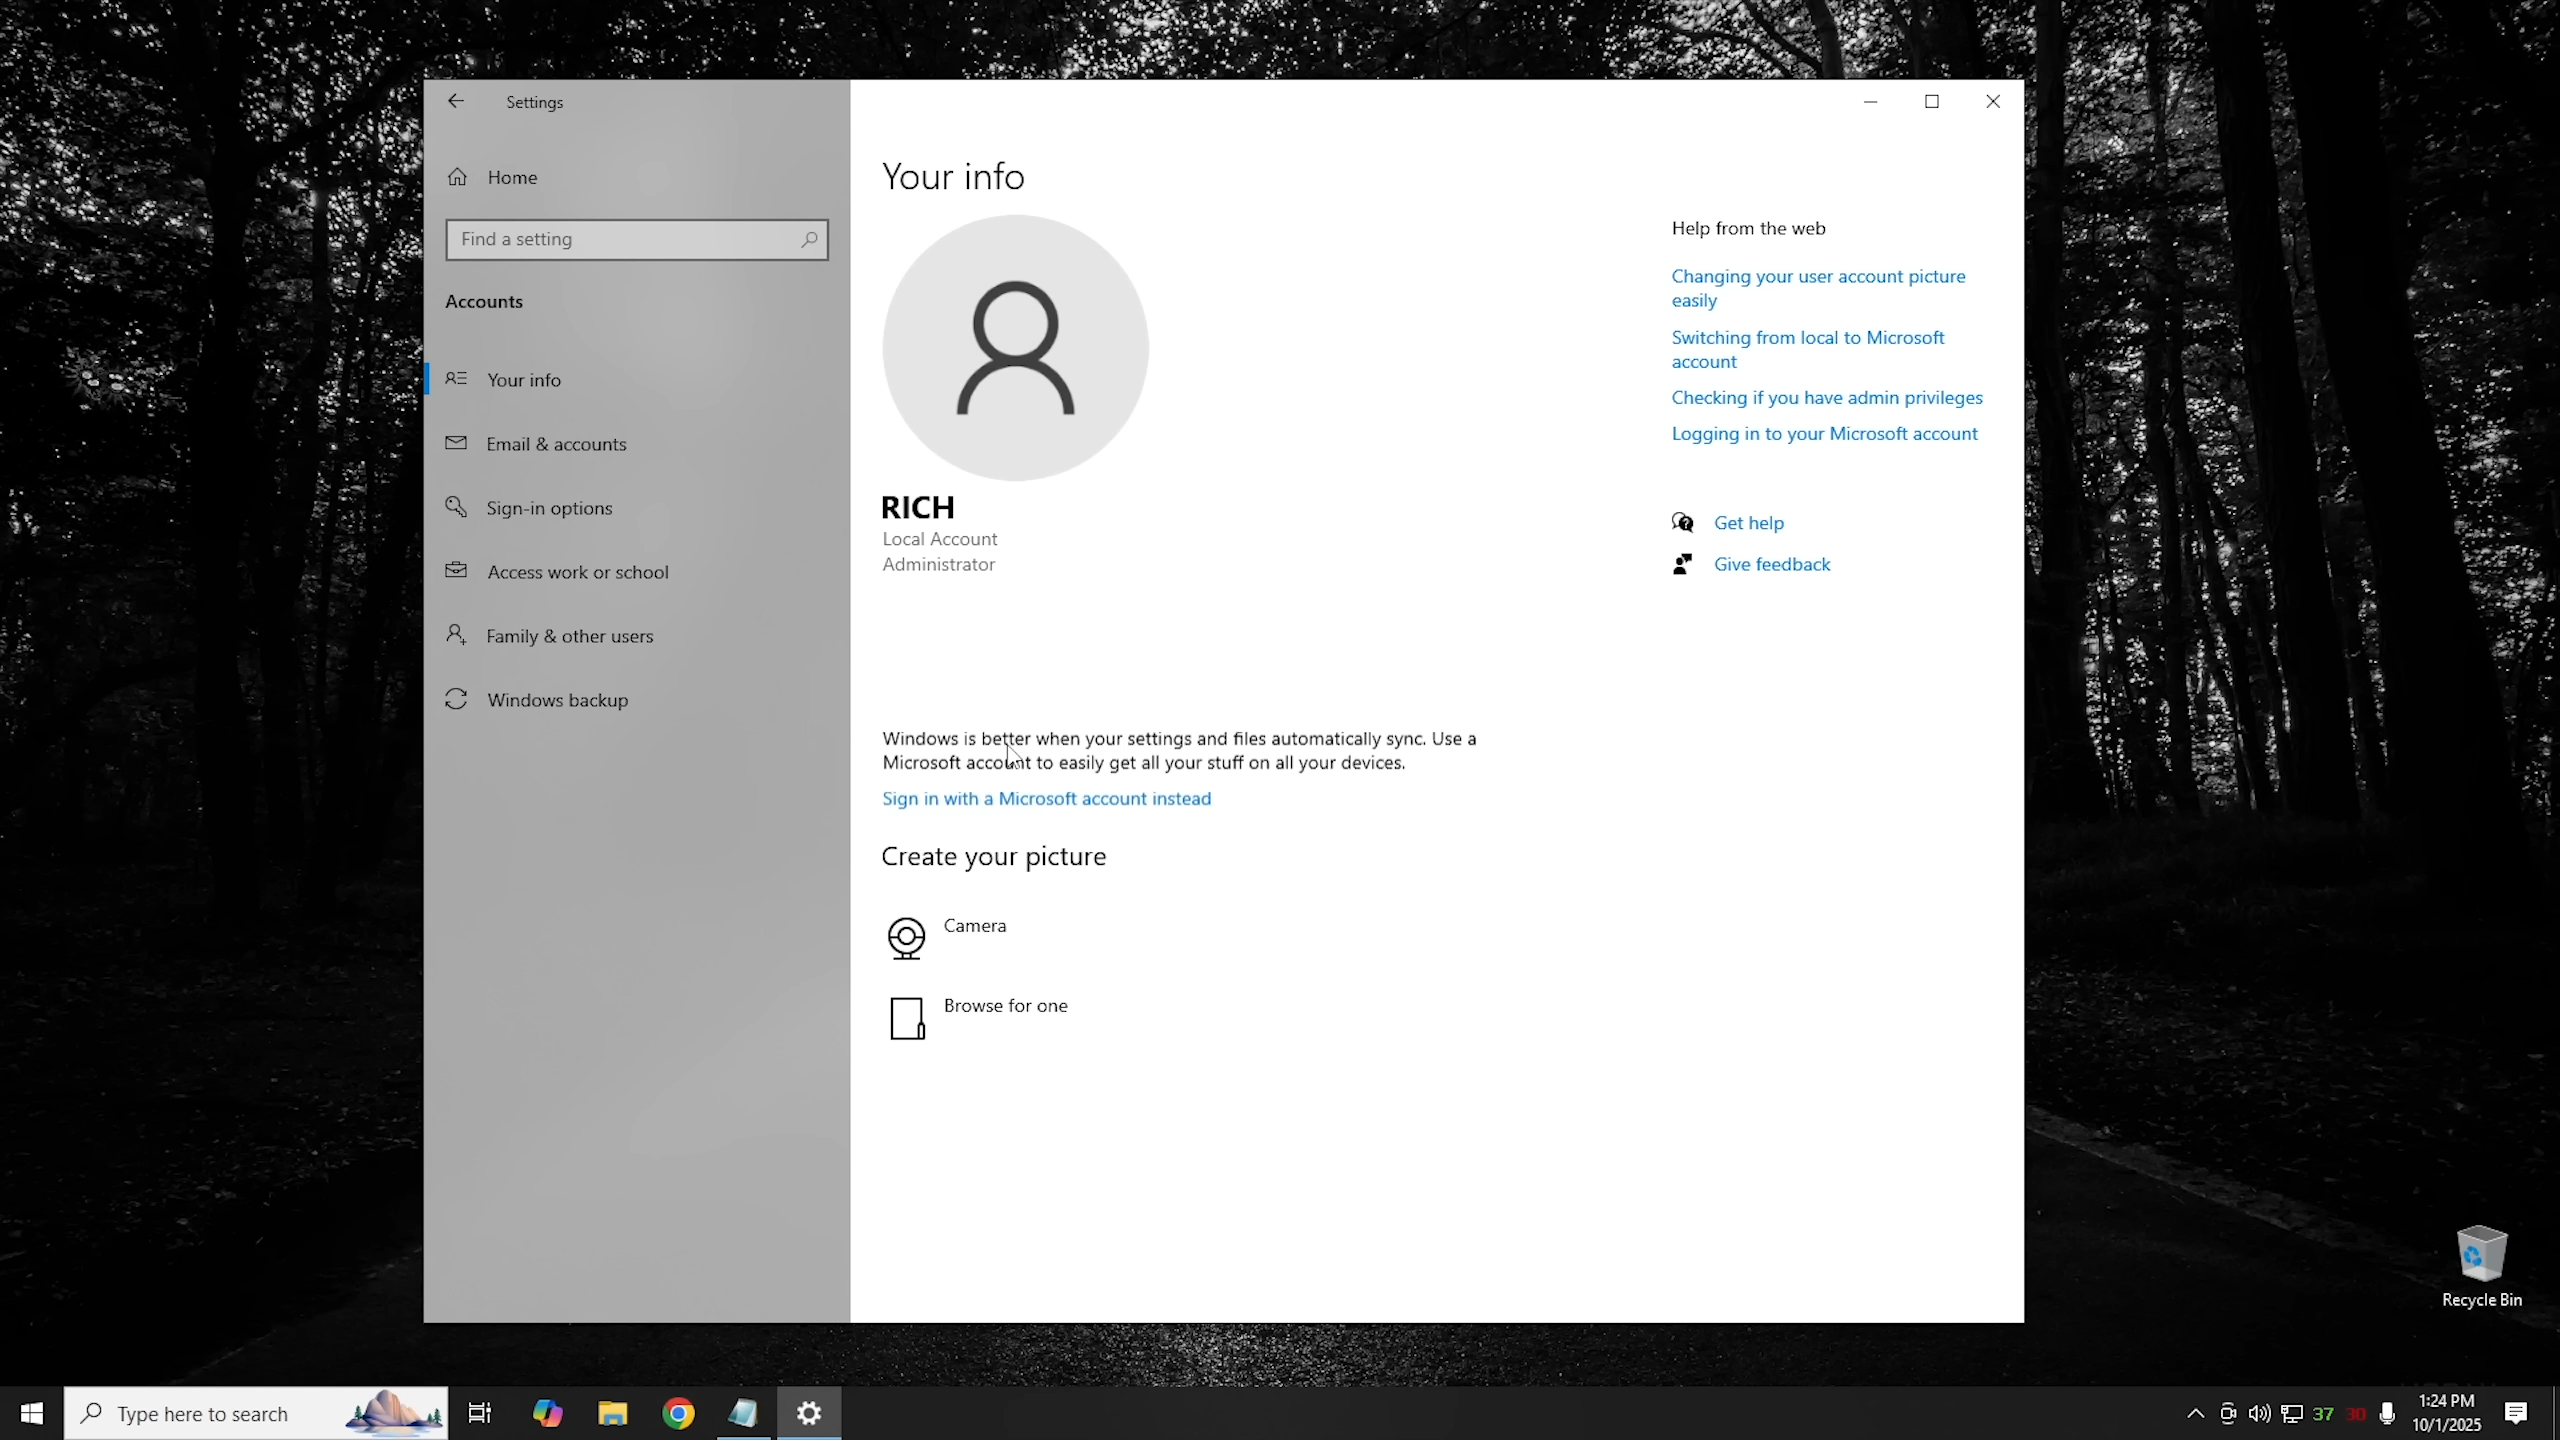 Settings
Home
Find a setting
Accounts
Your info
Email & accounts
Sign-in options
Access work or school
Family & other users
Windows backup
Your info
RICH
Local Account
Administrator
Windows is better when your settings and files automatically sync. Use a
Microsoft account to easily get all your stuff on all your devices.
Sign in with a Microsoft account instead
Create your picture
Camera
Browse for one
Help from the web
Changing your user account picture
easily
Switching from local to Microsoft
account
Checking if you have admin privileges
Logging in to your Microsoft account
Get help
Give feedback
Recycle Bin
Type here to search
37
30
1:24 PM
10/1/2025